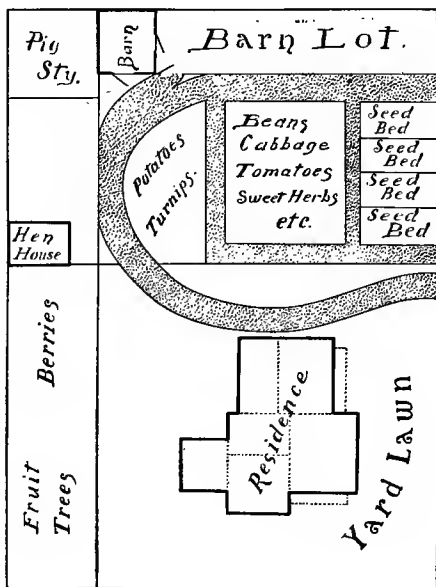 Pig
Sty.
Barn
Barn Lot.
Potatoes
Turnips.
Beans
Cabbage
Tomatoes
Sweet Herbs
etc.
Seed
Bed
Seed
Bed
Seed
Bed
Seed
Bed
Hen
House
Berries
Fruit
Trees
Residence
Yard Lawn